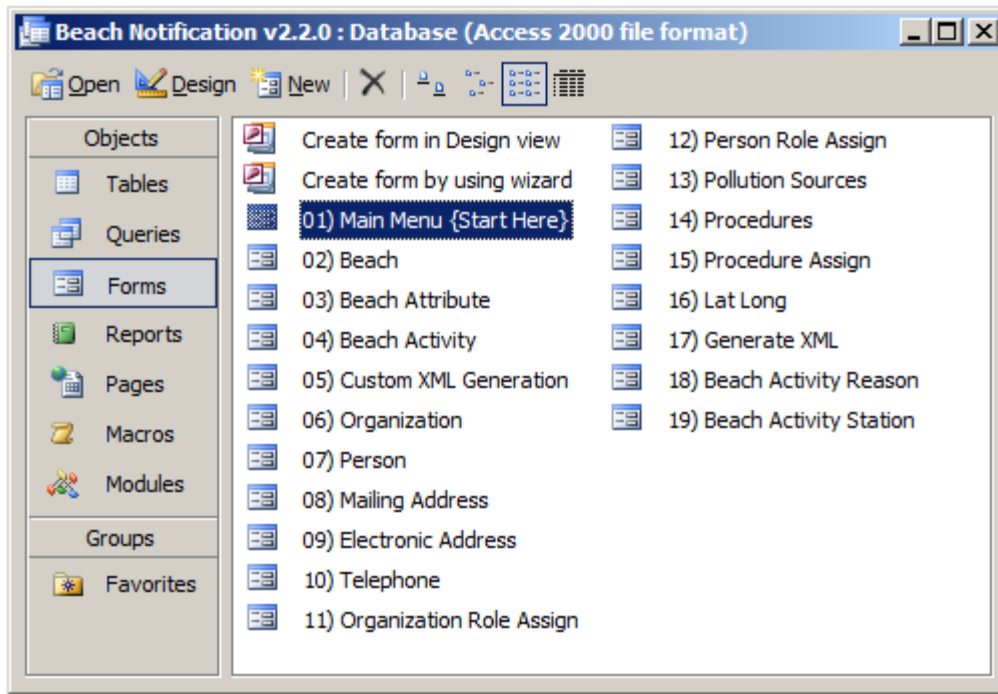 Beach Notification v2.2.0 : Database (Access 2000 file format)
Open Design New
Objects
Tables
Queries
Forms
Reports
Pages
Macros
Modules
Groups
Favorites
Create form in Design view
Create form by using wizard
01) Main Menu {Start Here}
02) Beach
03) Beach Attribute
04) Beach Activity
05) Custom XML Generation
06) Organization
07) Person
08) Mailing Address
09) Electronic Address
10) Telephone
11) Organization Role Assign
12) Person Role Assign
13) Pollution Sources
14) Procedures
15) Procedure Assign
16) Lat Long
17) Generate XML
18) Beach Activity Reason
19) Beach Activity Station